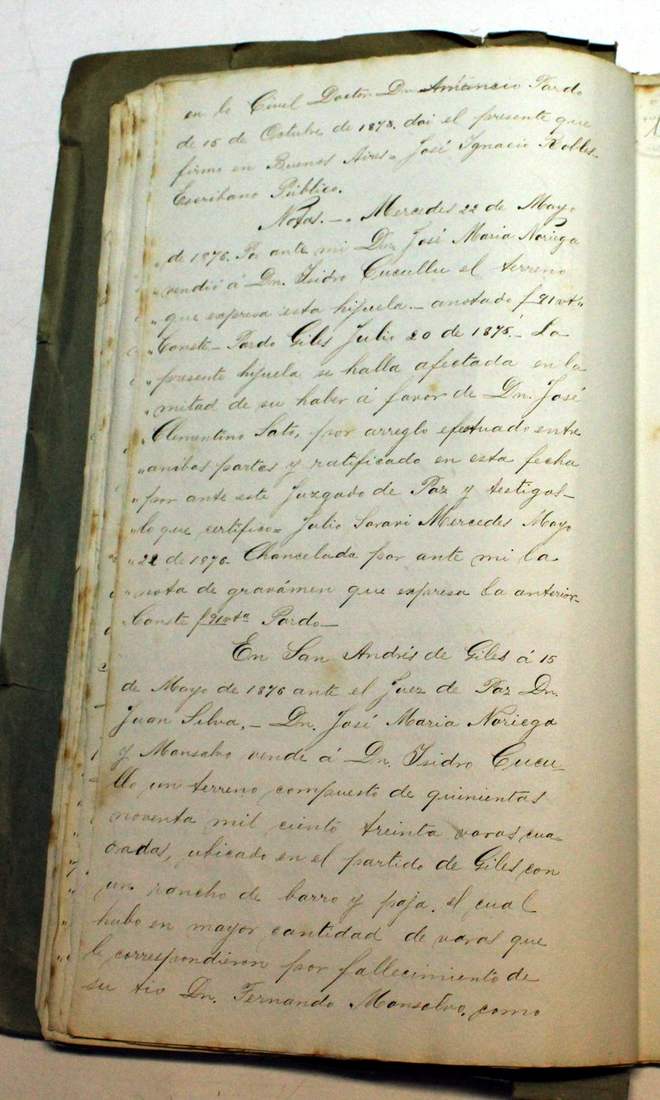 en lo Civil Doctor Dn. Amancio Pardo
de 15 de Octubre de 1878. doi el presente que
firmo en Buenos Aires = José Ignacio Robles
Escribano Público.
Notas. — Mercedes 22 de Mayo
" de 1876. Por ante mi Dn. José Maria Noriega
" vendió á Dn. Isidro Cucullu el terreno
" que expresa esta hijuela. — anotado f 91 vta
" Conste — Pardo Giles Julio 20 de 1875. — La
" presente hijuela se halla afectada en la
" mitad de su haber á favor de Dn. José
" Clementino Soto, por arreglo efectuado entre
" ambas partes y ratificado en esta fecha
" por ante este Juzgado de Paz y testigos —
" lo que certifico = Julio Mercedes Mayo
" 22 de 1876. Chancelada por ante mi la
" nota de gravámen que expresa la anterior
" Conste f 91 vta Pardo —
En San Andrés de Giles á 15
de Mayo de 1876 ante el Juez de Paz Dn.
Juan Silva, — Dn. José Maria Noriega
y Monsalvo vende á Dn. Isidro Cucu-
llo un terreno compuesto de quinientas
noventa mil ciento treinta varas cua-
dradas, ubicado en el partido de Giles con
un rancho de barro y paja. el cual
hubo en mayor cantidad de varas que
le correspondieron por fallecimiento de
su tio Dn. Fernando Monsalvo, como